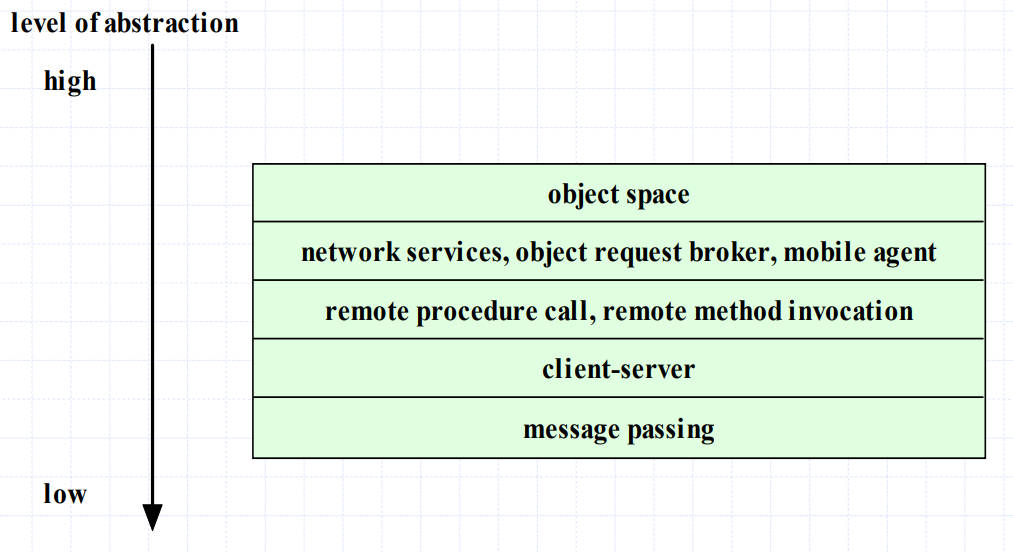 level of abstraction
high
object space
network services, object request broker, mobile agent
remote procedure call, remote method invocation
client-server
message passing
low